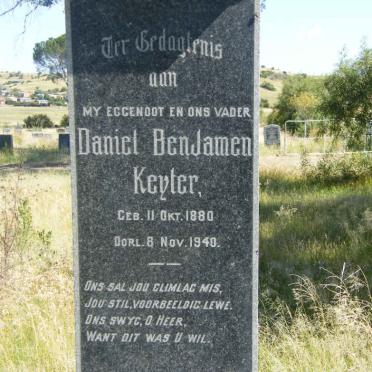 Ter Gedagtenis
aan
MY EGGENOOT EN ONS VADER
Daniel Benjamen
Keyter,
GEB. 11 OKT. 1880
OORL. 8 NOV. 1940.
ONS SAL JOU GLIMLAG MIS,
JOU STIL, VOORBEELDIG LEWE.
ONS SWYG, O HEER,
WANT DIT WAS U WIL.